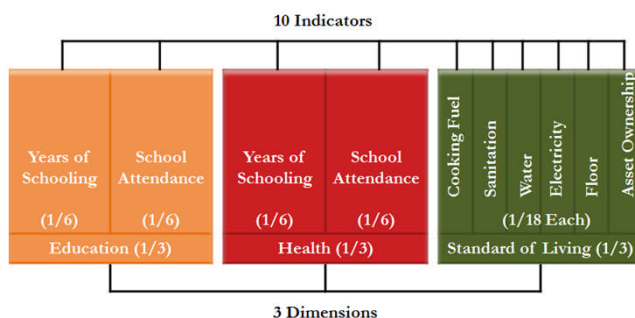 10 Indicators
Years of
Schooling
(1/6)
School
Attendance
(1/6)
Education (1/3)
Years of
Schooling
(1/6)
School
Attendance
(1/6)
Health (1/3)
Cooking Fuel
Sanitation
Water
Electricity
Floor
Asset Ownership
(1/18 Each)
Standard of Living (1/3)
3 Dimensions